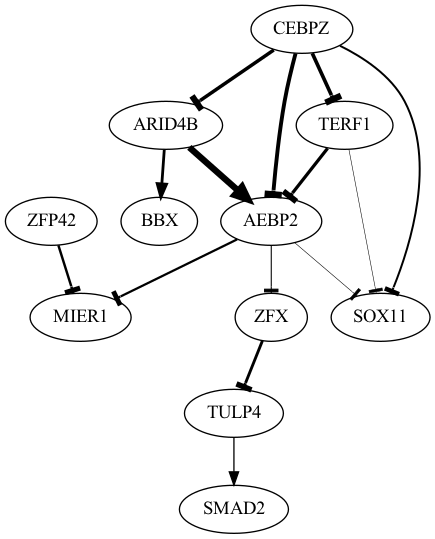 CEBPZ
ARID4B
TERF1
ZFP42
BBX
AEBP2
MIER1
ZFX
SOX11
TULP4
SMAD2